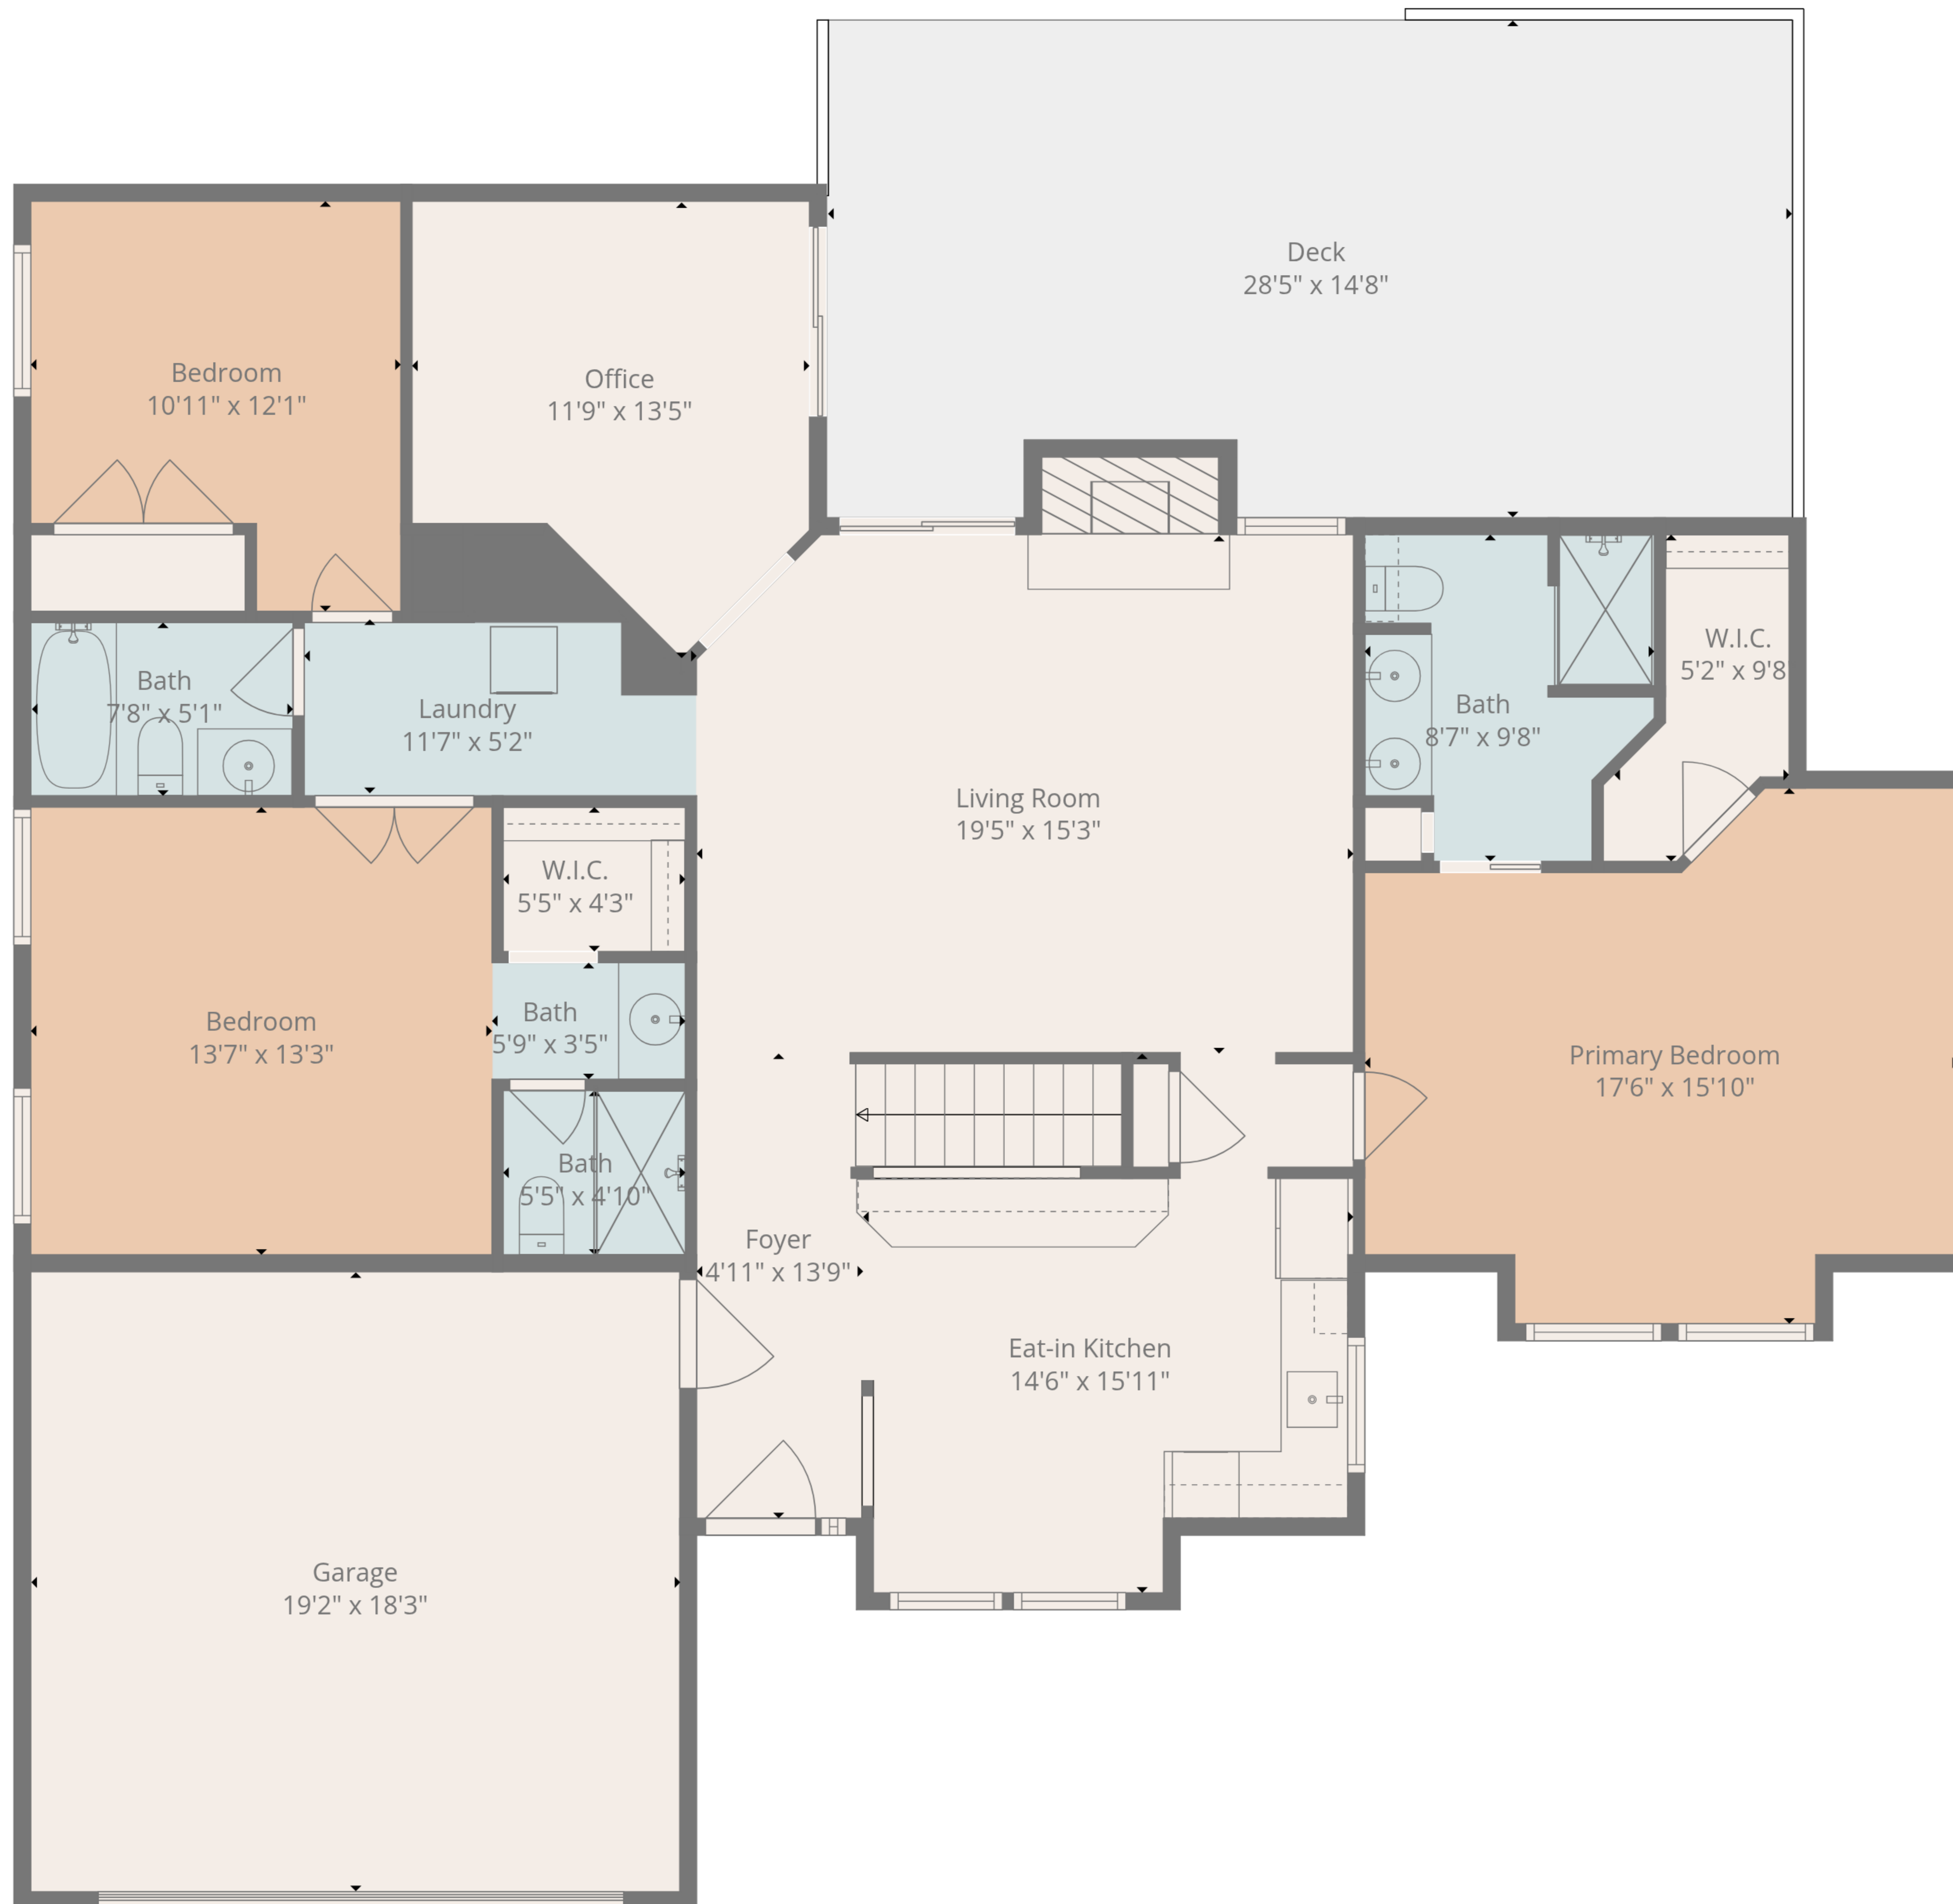 Deck
28'5" x 14'8"
Bedroom
10'11" x 12'1"
Office
11'9" x 13'5"
W.I.C.
5'2" x 9'8
Bath
7'8" x 5'1"
Laundry
11'7" x 5'2"
Bath
8'7" x 9'8"
Living Room
19'5" x 15'3"
W.I.C.
5'5" x 4'3"
Bedroom
13'7" x 13'3"
Bath
5'9" x 3'5"
Primary Bedroom
17'6" x 15'10"
Bath
5'5" x 4'10"
Foyer
4'11" x 13'9"
Eat-in Kitchen
14'6" x 15'11"
Garage
19'2" x 18'3"